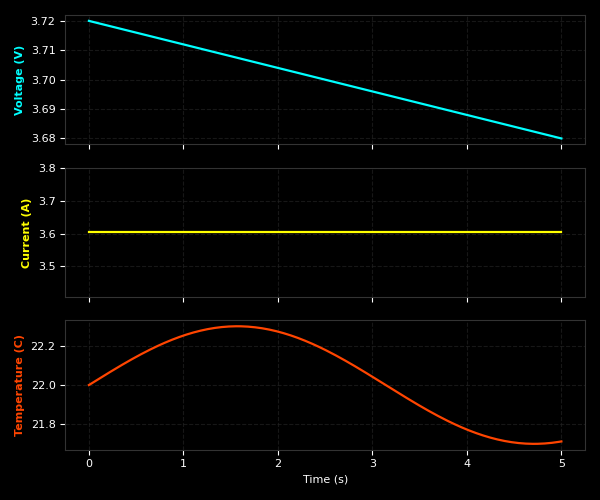 Voltage (V)
3.72
3.71
3.70
3.69
3.68
Current (A)
3.8
3.7
3.6
3.5
Temperature (C)
22.2
22.0
21.8
0 1 2 3 4 5
Time (s)